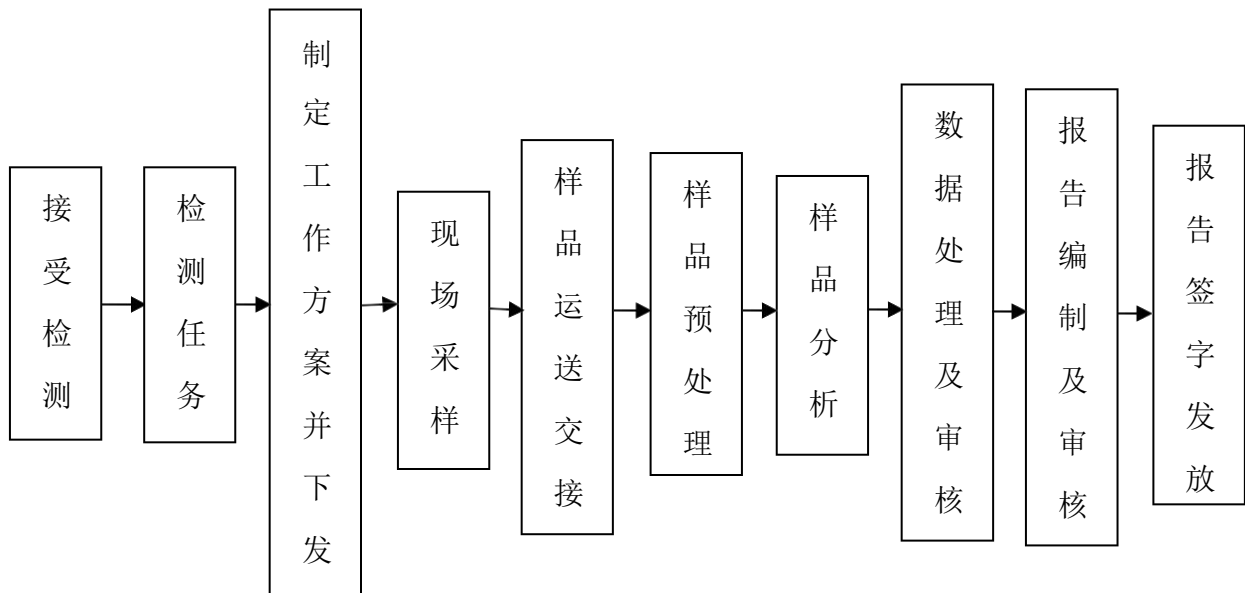 接受检测
检测任务
制定工作方案并下发
现场采样
样品运送交接
样品预处理
样品分析
数据处理及审核
报告编制及审核
报告签字发放